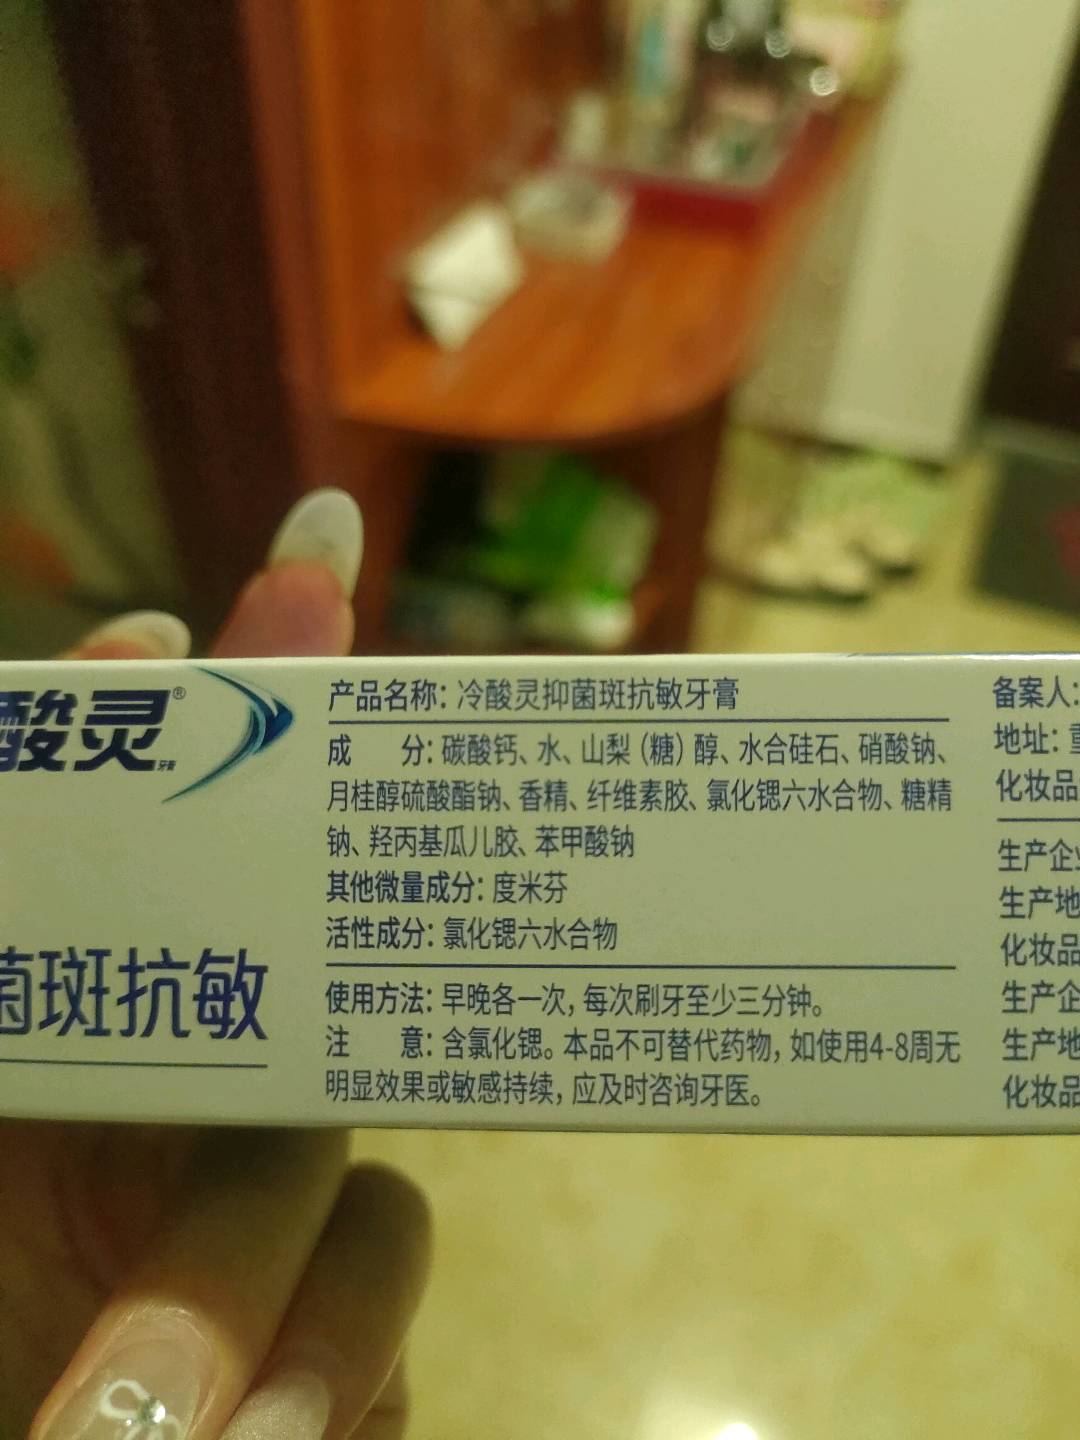 酸灵®
牙膏
菌斑抗敏
产品名称：冷酸灵抑菌斑抗敏牙膏
成 分：碳酸钙、水、山梨（糖）醇、水合硅石、硝酸钠、
月桂醇硫酸酯钠、香精、纤维素胶、氯化锶六水合物、糖精
钠、羟丙基瓜儿胶、苯甲酸钠
其他微量成分：度米芬
活性成分：氯化锶六水合物
使用方法：早晚各一次，每次刷牙至少三分钟。
注 意：含氯化锶。本品不可替代药物，如使用4-8周无
明显效果或敏感持续，应及时咨询牙医。
备案人：
地址：重
化妆品
生产企业
生产地
化妆品
生产企
生产地
化妆品